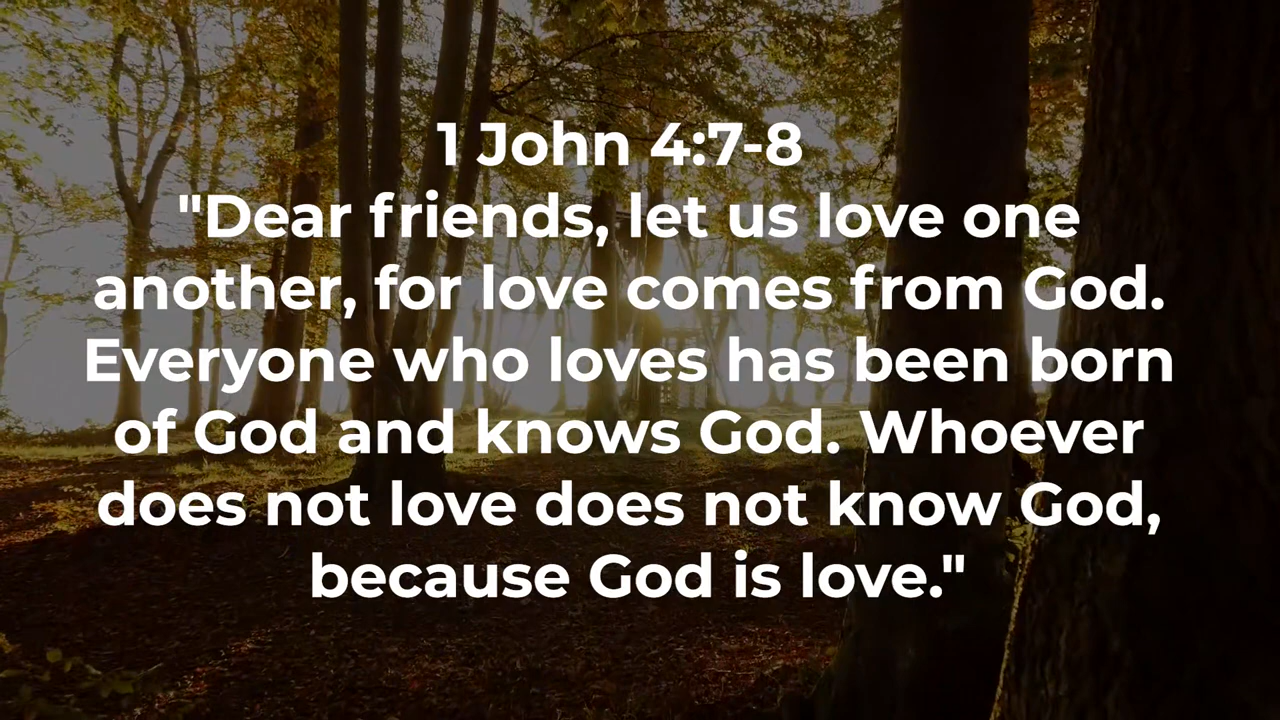 1 John 4:7-8
"Dear friends, let us love one
another, for love comes from God.
Everyone who loves has been born
of God and knows God. Whoever
does not love does not know God,
because God is love."